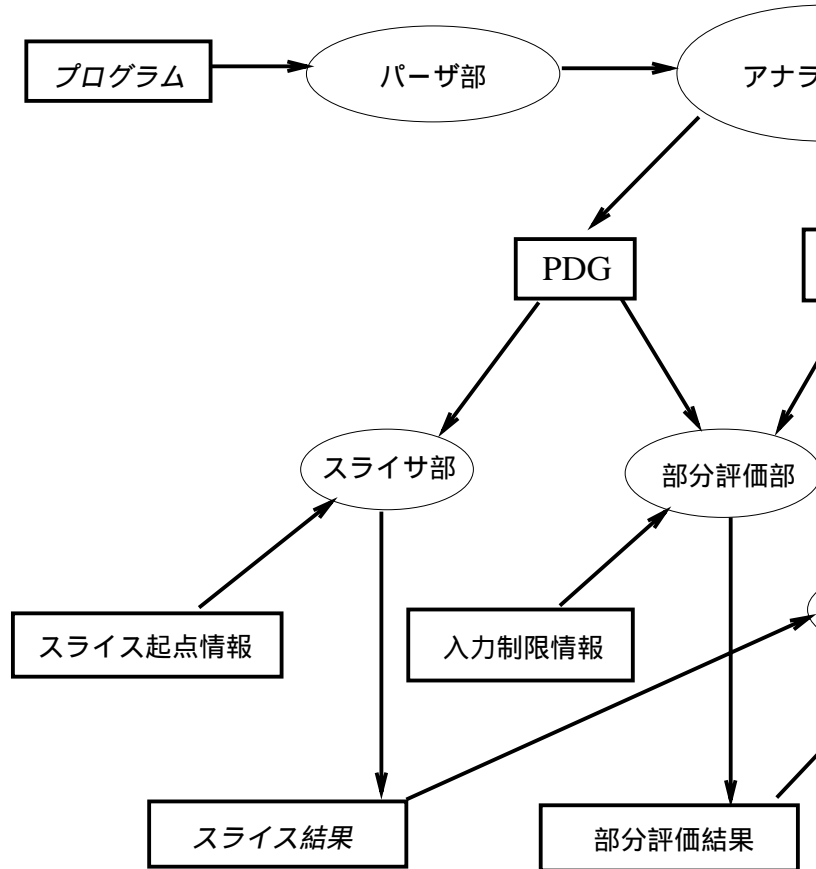 プログラム
パーザ部
アナラ
PDG
スライサ部
部分評価部
スライス起点情報
入力制限情報
スライス結果
部分評価結果